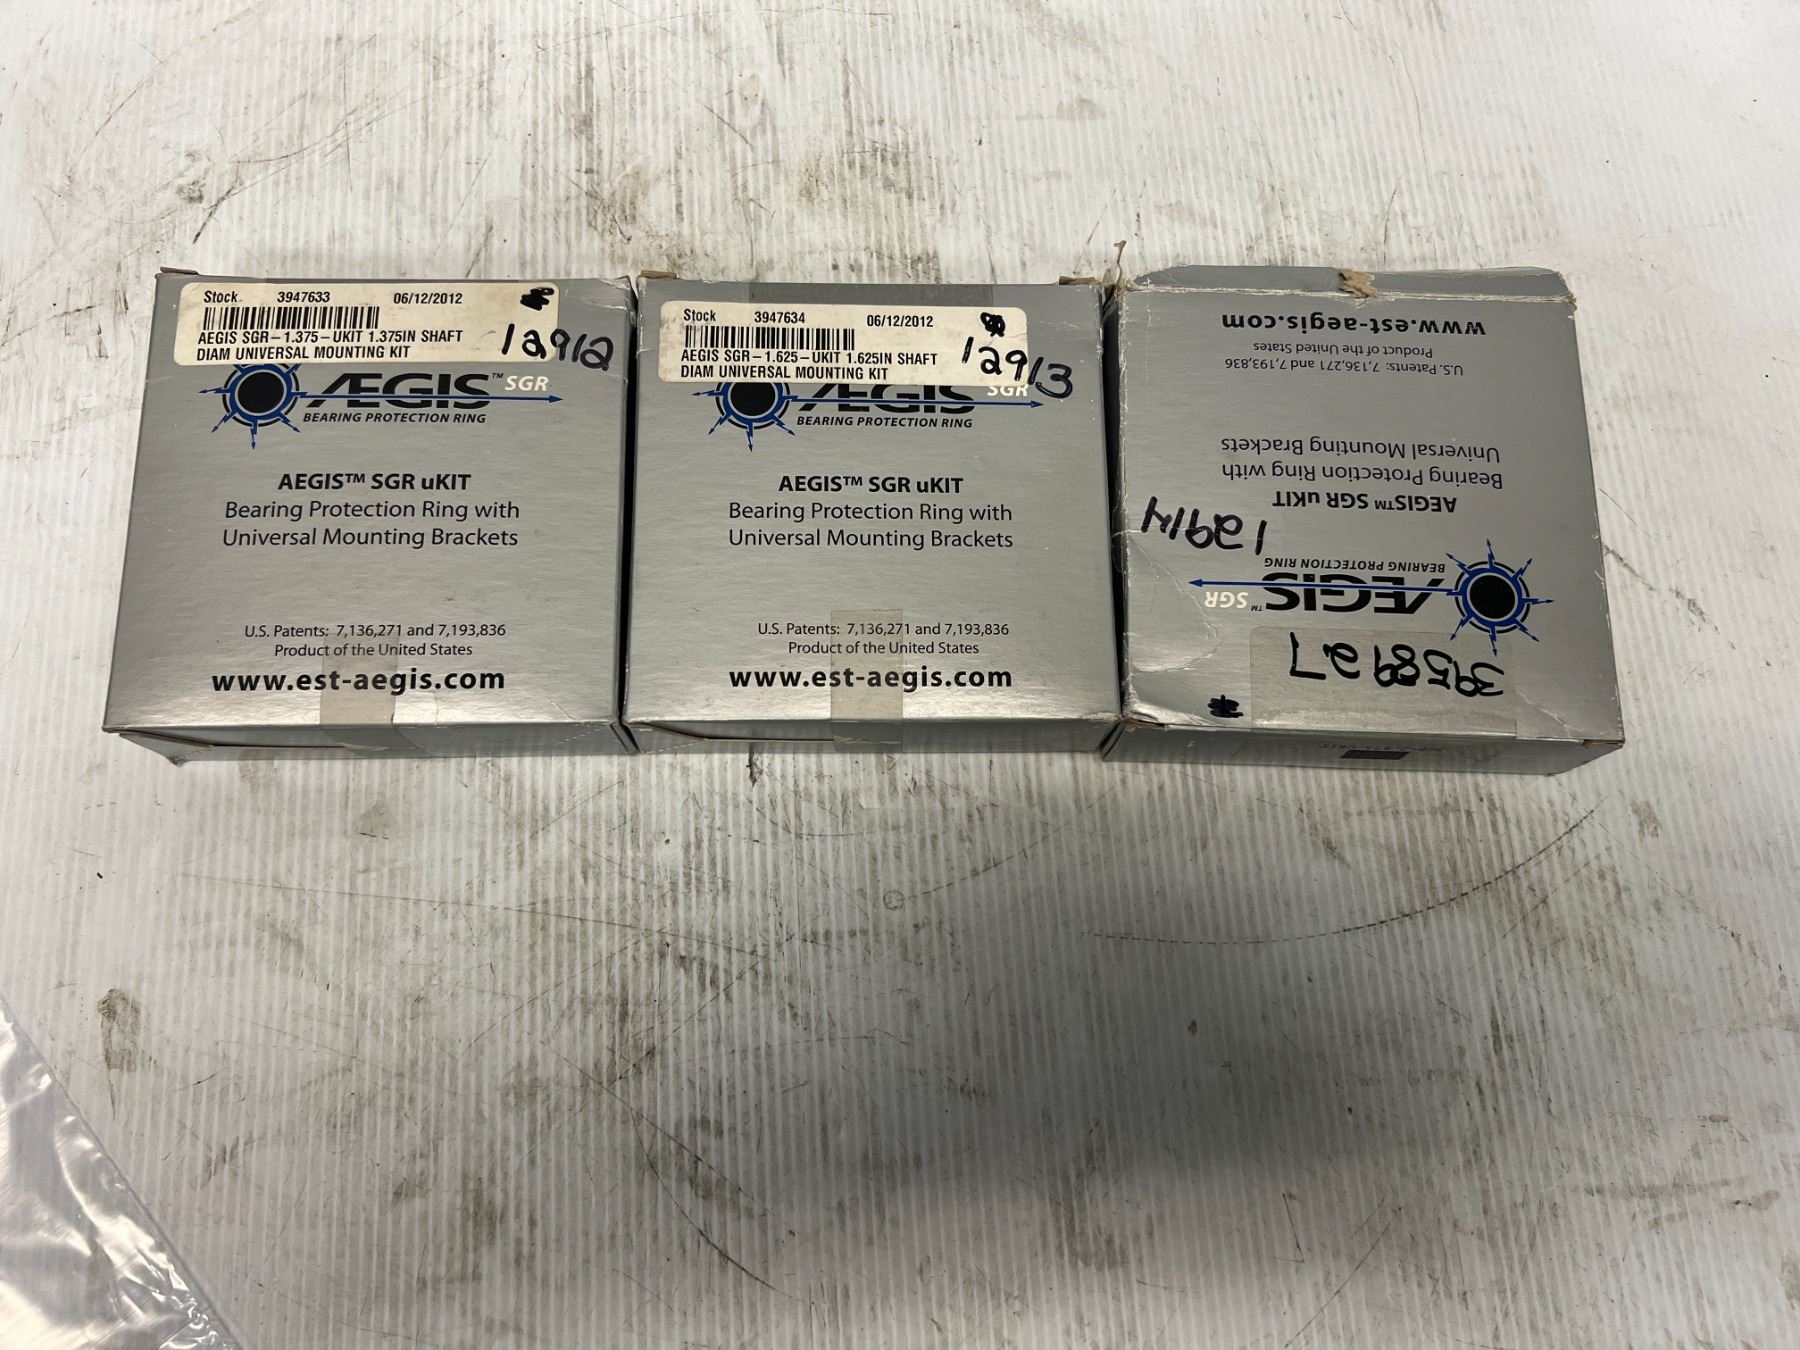 Stock 3947633 06/12/2012
AEGIS SGR-1.375-UKIT 1.375IN SHAFT
DIAM UNIVERSAL MOUNTING KIT
12912
ÆGIS™ SGR
BEARING PROTECTION RING
AEGIS™ SGR uKIT
Bearing Protection Ring with
Universal Mounting Brackets
U.S. Patents: 7,136,271 and 7,193,836
Product of the United States
www.est-aegis.com
Stock 3947634 06/12/2012
AEGIS SGR-1.625-UKIT 1.625IN SHAFT
DIAM UNIVERSAL MOUNTING KIT
12913
ÆGIS SGR
BEARING PROTECTION RING
AEGIS™ SGR uKIT
Bearing Protection Ring with
Universal Mounting Brackets
U.S. Patents: 7,136,271 and 7,193,836
Product of the United States
www.est-aegis.com
3958927
ÆGIS™ SGR
BEARING PROTECTION RING
12914
AEGIS™ SGR uKIT
Bearing Protection Ring with
Universal Mounting Brackets
U.S. Patents: 7,136,271 and 7,193,836
Product of the United States
www.est-aegis.com